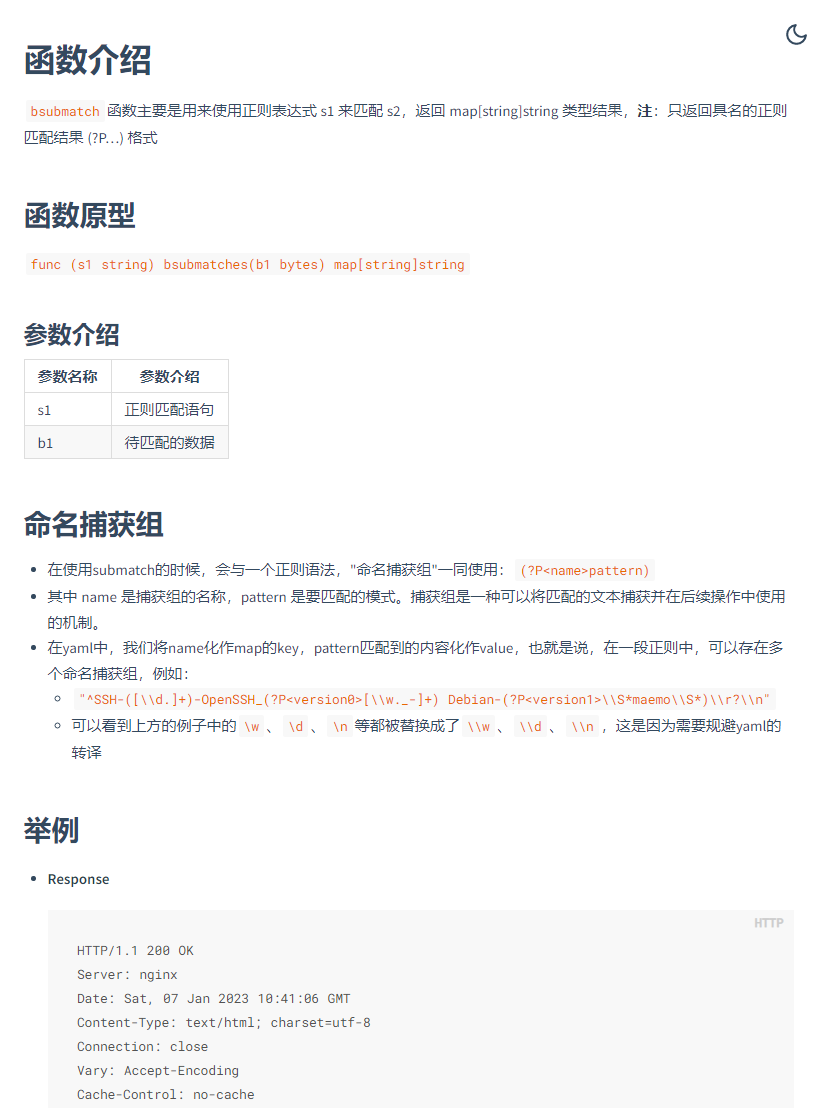 函数介绍
bsubmatch 函数主要是用来使用正则表达式 s1 来匹配 s2，返回 map[string]string 类型结果，注：只返回具名的正则
匹配结果 (?P…) 格式
函数原型
func (s1 string) bsubmatches(b1 bytes) map[string]string
参数介绍
参数名称 参数介绍
s1 正则匹配语句
b1 待匹配的数据
命名捕获组
在使用submatch的时候，会与一个正则语法，"命名捕获组"一同使用： (?P<name>pattern)
其中 name 是捕获组的名称，pattern 是要匹配的模式。捕获组是一种可以将匹配的文本捕获并在后续操作中使用
的机制。
在yaml中，我们将name化作map的key，pattern匹配到的内容化作value，也就是说，在一段正则中，可以存在多
个命名捕获组，例如：
"^SSH-([\\d.]+)-OpenSSH_(?P<version0>[\\w._-]+) Debian-(?P<version1>\\S*maemo\\S*)\\r?\\n"
可以看到上方的例子中的 \w 、 \d 、 \n 等都被替换成了 \\w 、 \\d 、 \\n ，这是因为需要规避yaml的
转译
举例
Response
HTTP
HTTP/1.1 200 OK
Server: nginx
Date: Sat, 07 Jan 2023 10:41:06 GMT
Content-Type: text/html; charset=utf-8
Connection: close
Vary: Accept-Encoding
Cache-Control: no-cache